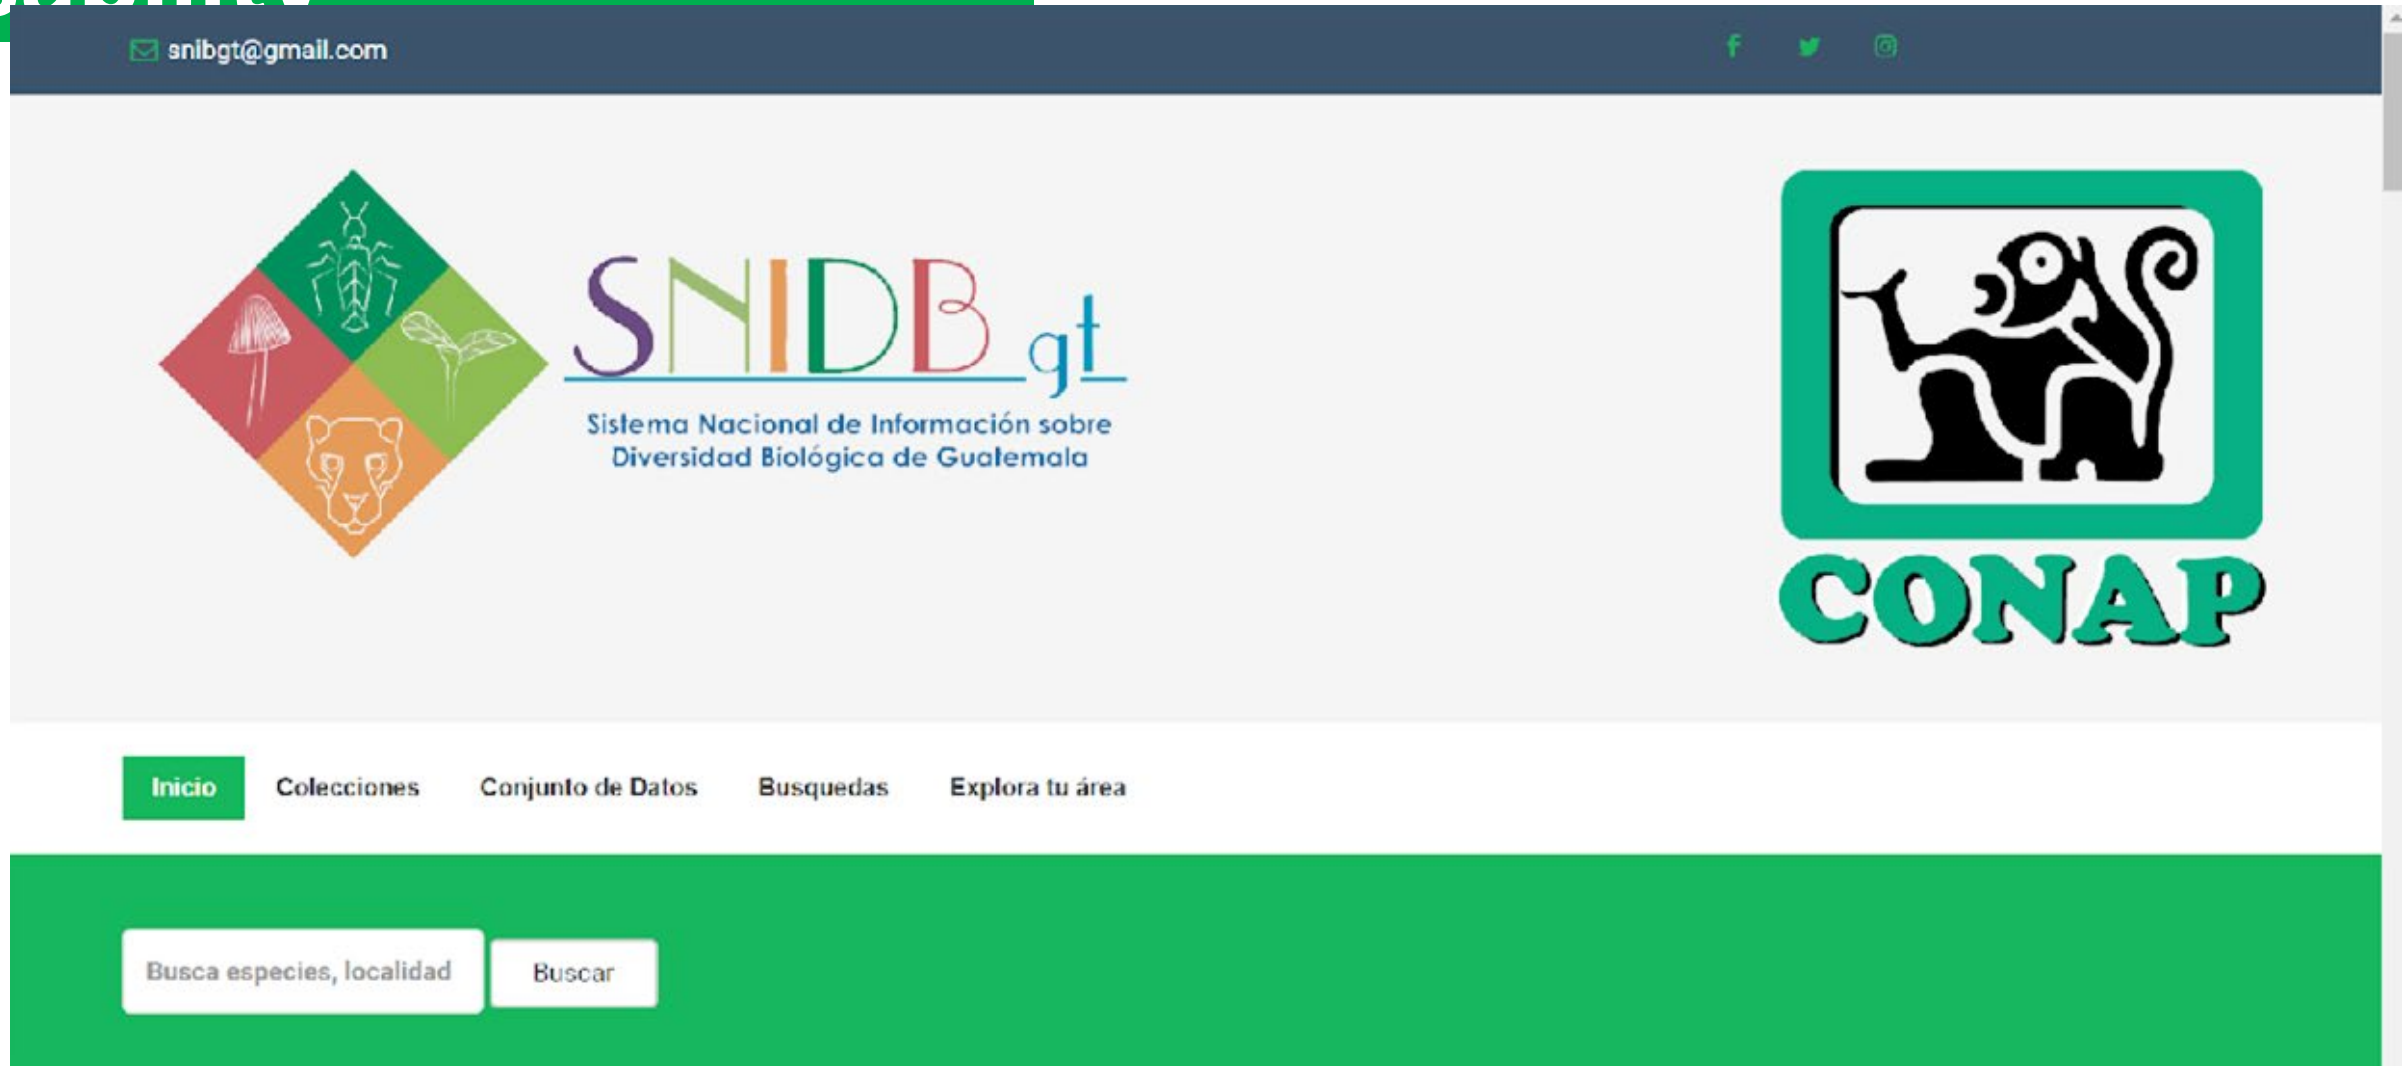 snibgt@gmail.com
SNIDB gt
Sistema Nacional de Información sobre
Diversidad Biológica de Guatemala
CONAP
Inicio Colecciones Conjunto de Datos Busquedas Explora tu área
Busca especies, localidad Buscar